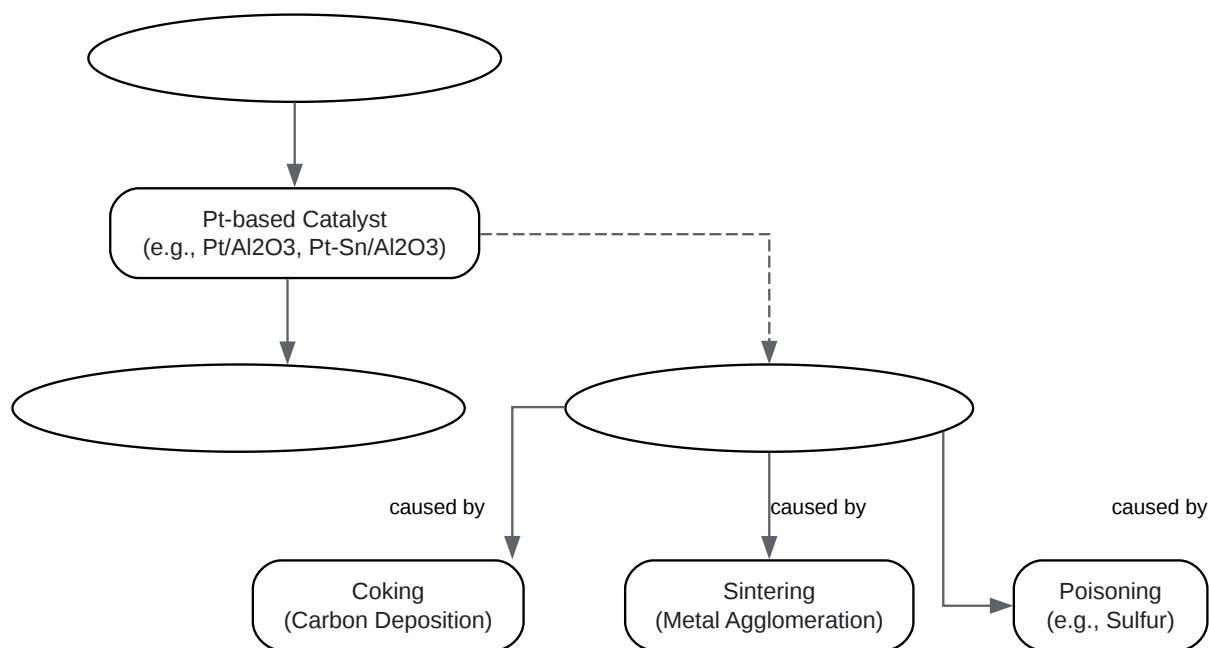 Pt-based Catalyst
(e.g., Pt/Al2O3, Pt-Sn/Al2O3)
caused by
caused by
caused by
Coking
(Carbon Deposition)
Sintering
(Metal Agglomeration)
Poisoning
(e.g., Sulfur)